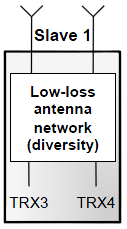 Slave 1
Low-loss
antenna
network
(diversity)
TRX3 TRX4